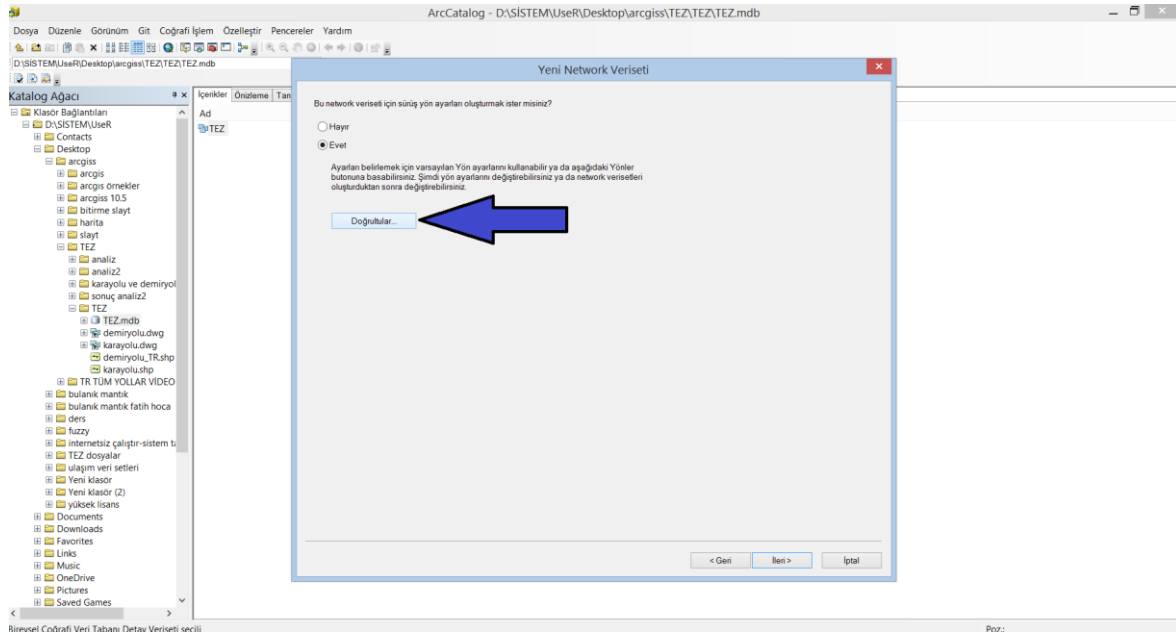 ArcCatalog - D:\SİSTEM\UseR\Desktop\arcgiss\TEZ\TEZ\TEZ.mdb
Dosya Düzenle Görünüm Git Coğrafi İşlem Özelleştir Pencereler Yardım
D:\SİSTEM\UseR\Desktop\arcgiss\TEZ\TEZ\TEZ.mdb
Katalog Ağacı
Klasör Bağlantıları
D:\SİSTEM\UseR
Contacts
Desktop
arcgiss
arcgis
arcgıs örnekler
arcgiss 10.5
bitirme slayt
harita
slayt
TEZ
analiz
analiz2
karayolu ve demiryol
sonuç analiz2
TEZ
TEZ.mdb
demiryolu.dwg
karayolu.dwg
demiryolu_TR.shp
karayolu.shp
TR TÜM YOLLAR VİDEO
bulanık mantık
bulanık mantık fatih hoca
ders
fuzzy
internetsiz çalıştır-sistem ta
TEZ dosyalar
ulaşım veri setleri
Yeni klasör
Yeni klasör (2)
yüksek lisans
Documents
Downloads
Favorites
Links
Music
OneDrive
Pictures
Saved Games
İçerikler Önizleme Tan
Ad
TEZ
Yeni Network Veriseti
Bu network veriseti için sürüş yön ayarları oluşturmak ister misiniz?
Hayır
Evet
Ayarları belirlemek için varsayılan Yön ayarlarını kullanabilir ya da aşağıdaki Yönler
butonuna basabilirsiniz. Şimdi yön ayarlarını değiştirebilirsiniz ya da network verisetleri
oluşturduktan sonra değiştirebilirsiniz.
Doğrultular...
< Geri İleri > İptal
Bireysel Coğrafi Veri Tabanı Detay Veriseti seçili
Poz.: